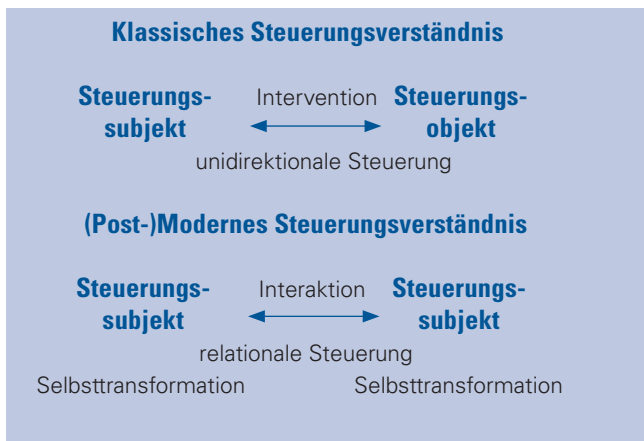 Klassisches Steuerungsverständnis
Steuerungs- Intervention Steuerungs-
subjekt objekt
unidirektionale Steuerung
(Post-)Modernes Steuerungsverständnis
Steuerungs- Interaktion Steuerungs-
subjekt subjekt
relationale Steuerung
Selbsttransformation Selbsttransformation